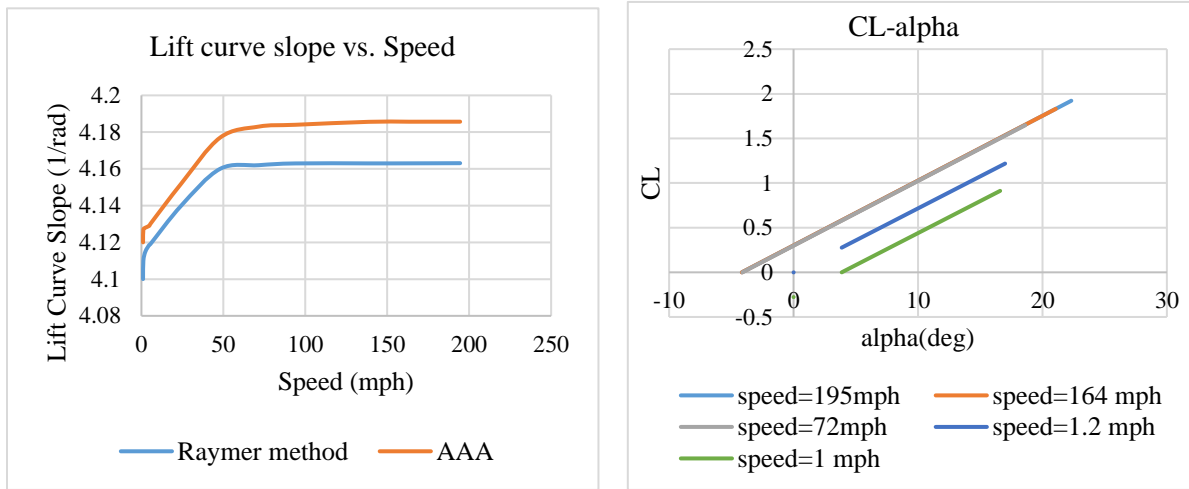 Lift curve slope vs. Speed
Lift Curve Slope (1/rad)
4.2
4.18
4.16
4.14
4.12
4.1
4.08
0 50 100 150 200 250
Speed (mph)
Raymer method AAA
CL-alpha
CL
2.5
2
1.5
1
0.5
0
-0.5
-10 0 10 20 30
alpha(deg)
speed=195mph speed=164 mph
speed=72mph speed=1.2 mph
speed=1 mph